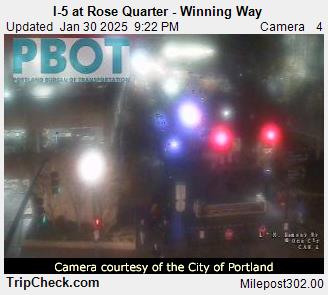 I-5 at Rose Quarter - Winning Way
Updated Jan 30 2025 9:22 PM Camera 4
PBOT
PORTLAND BUREAU OF TRANSPORTATION
Camera courtesy of the City of Portland
TripCheck.com Milepost302.00